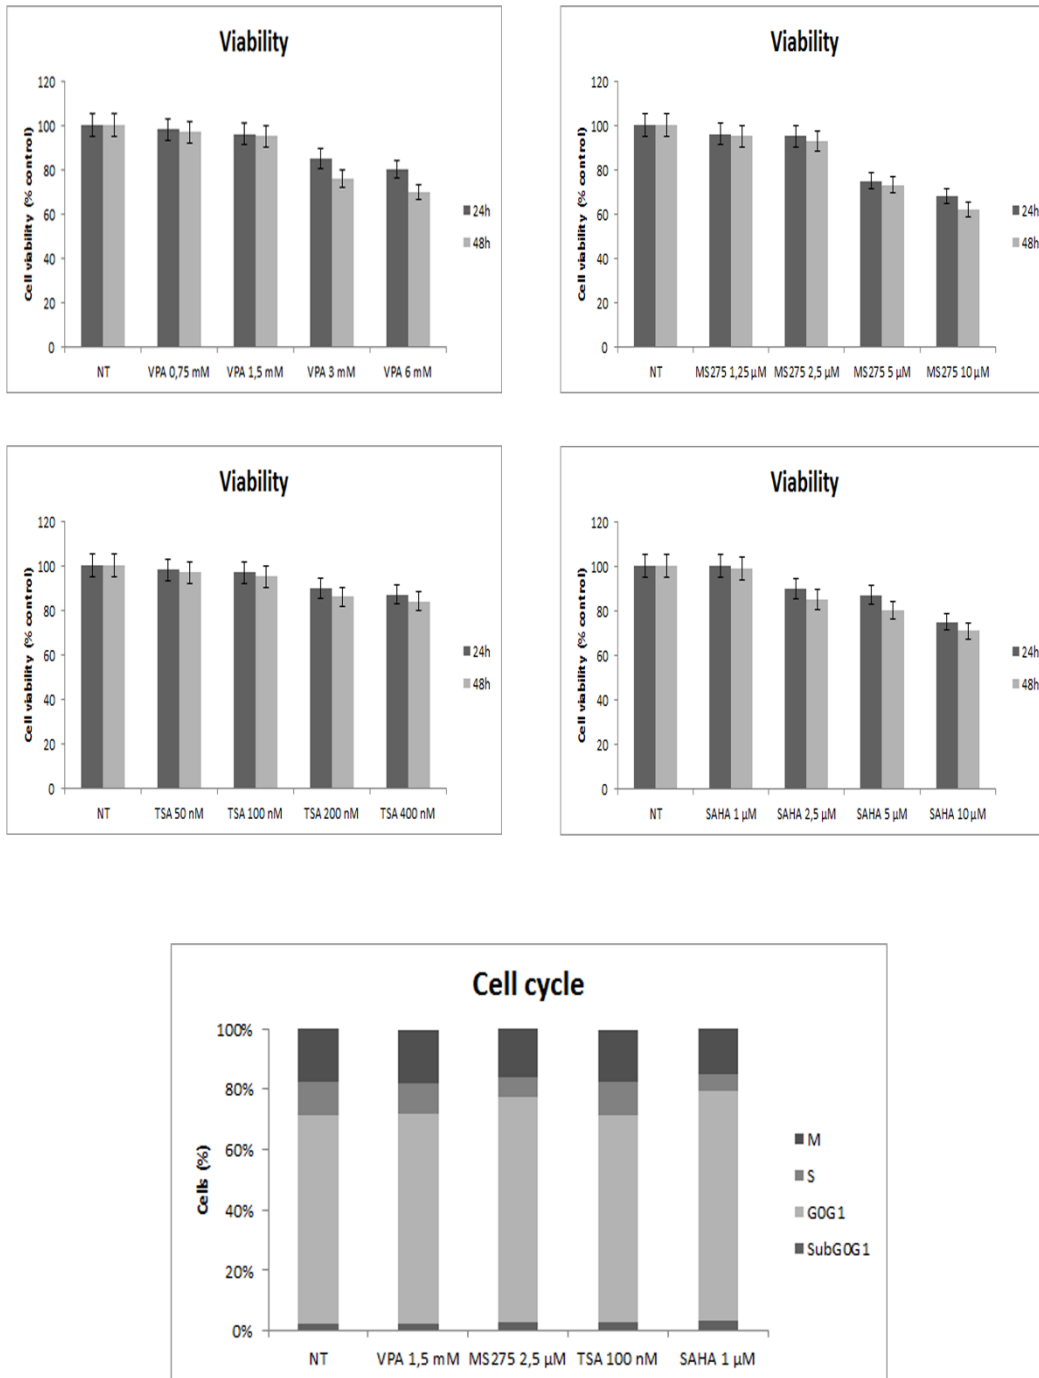 Viability
Cell viability (% control)
120
100
80
60
40
20
0
NT VPA 0,75 mM VPA 1,5 mM VPA 3 mM VPA 6 mM
24h
48h
Viability
Cell viability (% control)
120
100
80
60
40
20
0
NT MS275 1,25 µM MS275 2,5 µM MS275 5 µM MS275 10 µM
24h
48h
Viability
Cell viability (% control)
120
100
80
60
40
20
0
NT TSA 50 nM TSA 100 nM TSA 200 nM TSA 400 nM
24h
48h
Viability
Cell viability (% control)
120
100
80
60
40
20
0
NT SAHA 1 µM SAHA 2,5 µM SAHA 5 µM SAHA 10 µM
24h
48h
Cell cycle
Cells (%)
100%
80%
60%
40%
20%
0%
NT VPA 1,5 mM MS275 2,5 µM TSA 100 nM SAHA 1 µM
M
S
G0G1
SubG0G1